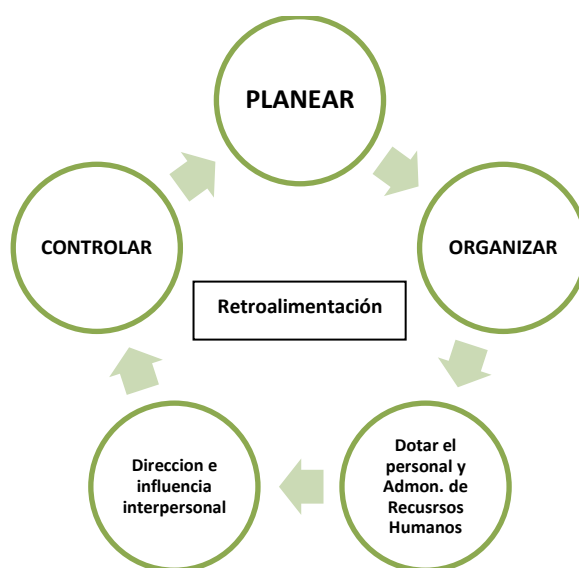 PLANEAR
ORGANIZAR
Dotar el
personal y
Admon. de
Recusrsos
Humanos
Direccion e
influencia
interpersonal
CONTROLAR
Retroalimentación